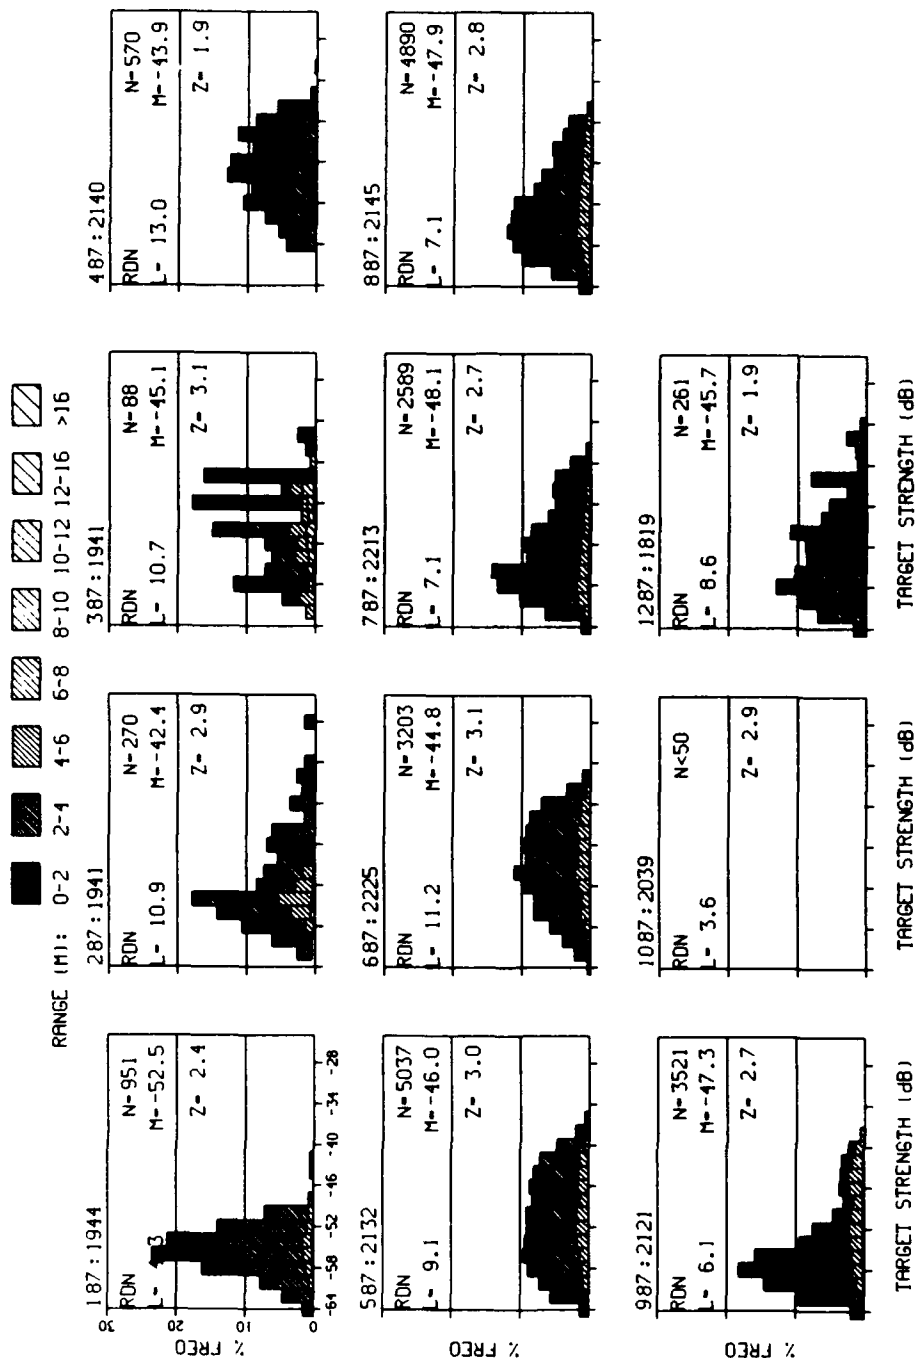 RANGE (M): 0-2 2-4 4-6 6-8 8-10 10-12 12-16 >16
187:1944 287:1941 387:1941 487:2140
RDN N=951 RDN N=270 RDN N=88 RDN N=570
L= 3 M=-52.5 L= 10.9 M=-42.4 L= 10.7 M=-45.1 L= 13.0 M=-43.9
Z= 2.4 Z= 2.9 Z= 3.1 Z= 1.9
% FREQ
30
20
10
0
-64 -58 -52 -46 -40 -34 -28
587:2132 687:2225 787:2213 887:2145
RDN N=5037 RDN N=3203 RDN N=2589 RDN N=4890
L= 9.1 M=-46.0 L= 11.2 M=-44.8 L= 7.1 M=-48.1 L= 7.1 M=-47.9
Z= 3.0 Z= 3.1 Z= 2.7 Z= 2.8
% FREQ
987:2121 1087:2039 1287:1819
RDN N=3521 RDN N<50 RDN N=261
L= 6.1 M=-47.3 L= 3.6 L= 8.6 M=-45.7
Z= 2.7 Z= 2.9 Z= 1.9
% FREQ
TARGET STRENGTH (dB) TARGET STRENGTH (dB) TARGET STRENGTH (dB)